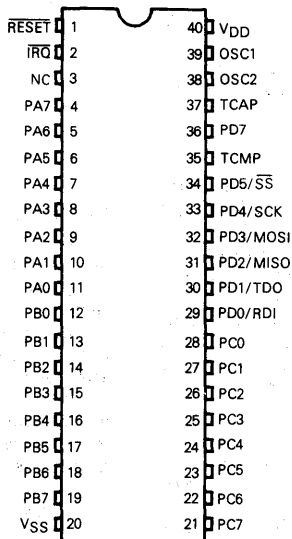 RESET 1 40 VDD
IRQ 2 39 OSC1
NC 3 38 OSC2
PA7 4 37 TCAP
PA6 5 36 PD7
PA5 6 35 TCMP
PA4 7 34 PD5/SS
PA3 8 33 PD4/SCK
PA2 9 32 PD3/MOSI
PA1 10 31 PD2/MISO
PA0 11 30 PD1/TDO
PB0 12 29 PD0/RDI
PB1 13 28 PC0
PB2 14 27 PC1
PB3 15 26 PC2
PB4 16 25 PC3
PB5 17 24 PC4
PB6 18 23 PC5
PB7 19 22 PC6
VSS 20 21 PC7